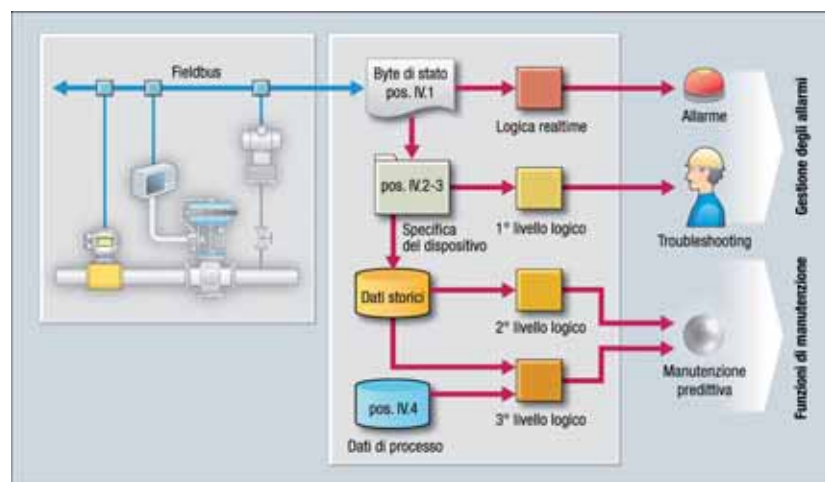 Fieldbus
Byte di stato
pos. IV.1
Logica realtime
Allarme
pos. IV.2-3
Specifica
del dispositivo
1° livello logico
Troubleshooting
Gestione degli allarmi
Dati storici
2° livello logico
pos. IV.4
Dati di processo
3° livello logico
Manutenzione
predittiva
Funzioni di manutenzione